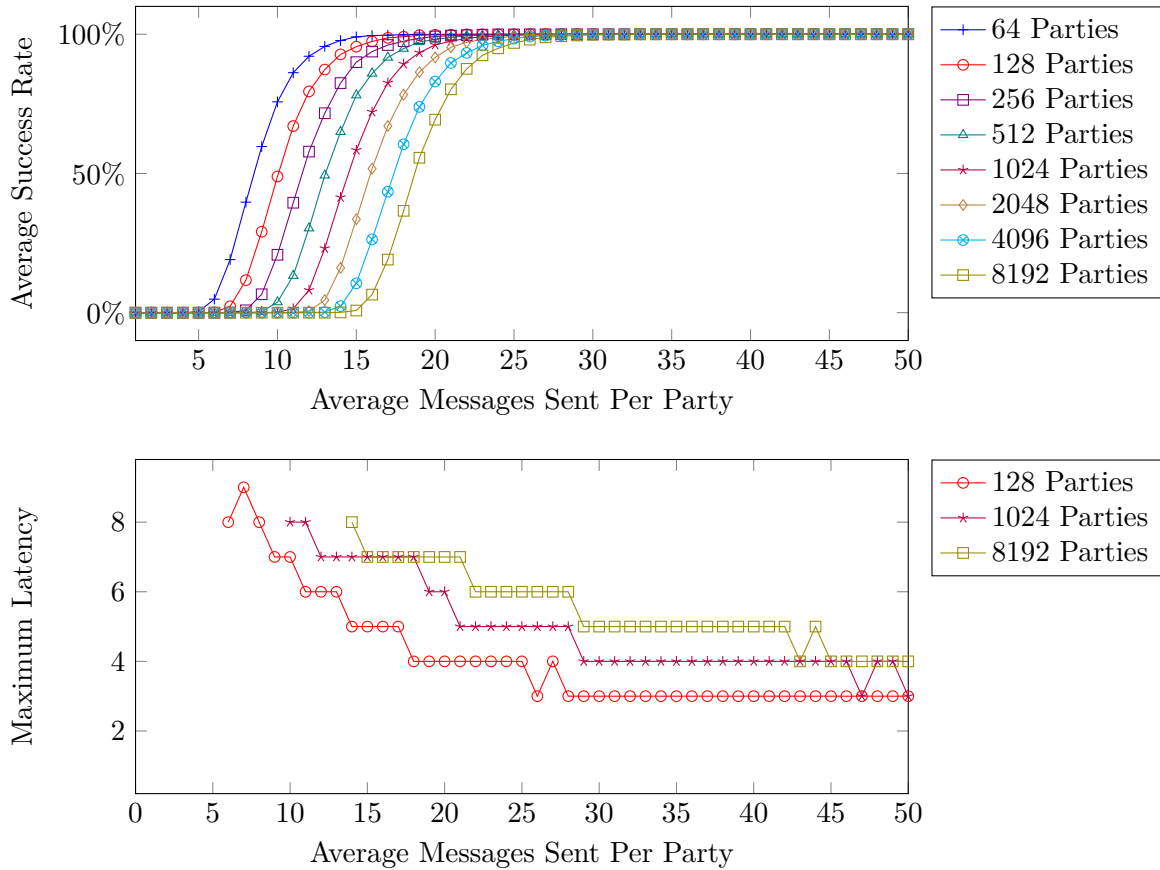 100%
50%
0%
Average Success Rate
5 10 15 20 25 30 35 40 45 50
Average Messages Sent Per Party
64 Parties
128 Parties
256 Parties
512 Parties
1024 Parties
2048 Parties
4096 Parties
8192 Parties
8
6
4
2
Maximum Latency
0 5 10 15 20 25 30 35 40 45 50
Average Messages Sent Per Party
128 Parties
1024 Parties
8192 Parties